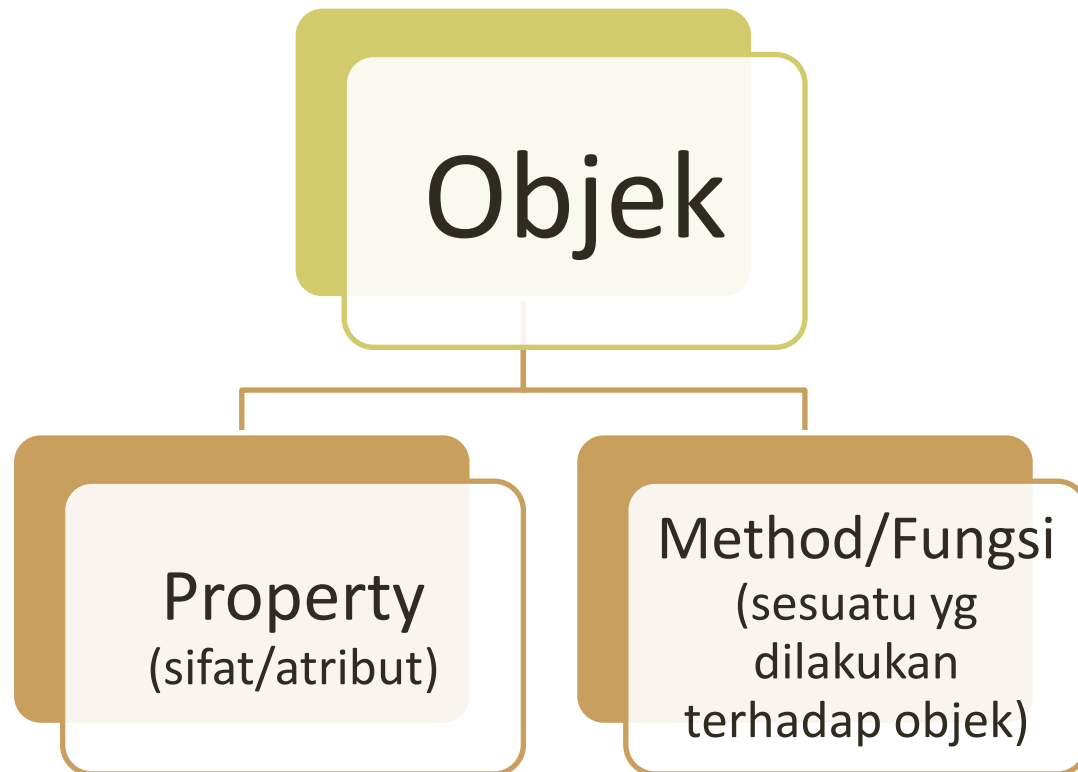 Objek
Property
(sifat/atribut)
Method/Fungsi
(sesuatu yg
dilakukan
terhadap objek)